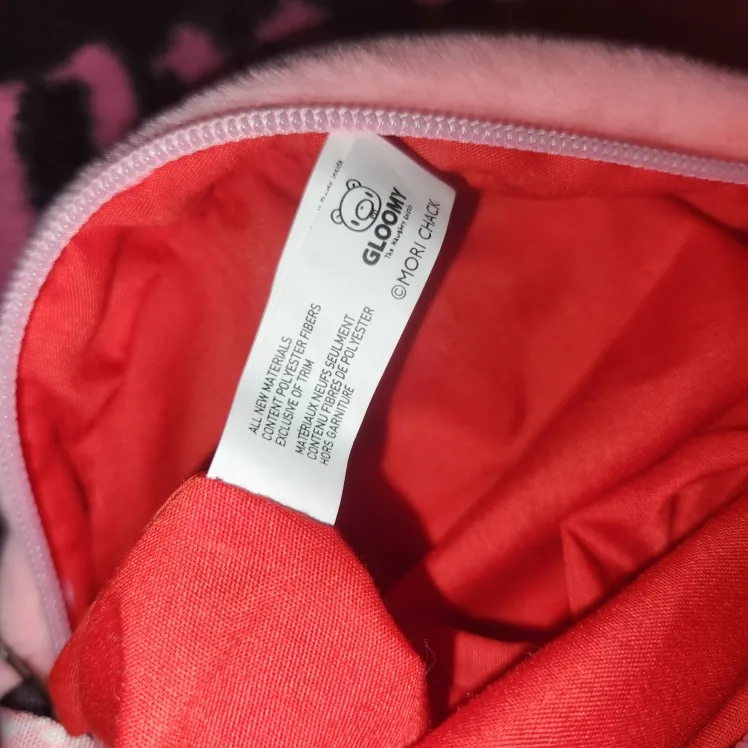 GLOOMY
The Naughty Grizzly
©MORI CHACK
ALL NEW MATERIALS
CONTENT POLYESTER FIBERS
EXCLUSIVE OF TRIM
MATÉRIAUX NEUFS SEULMENT
CONTENU FIBRES DE POLYESTER
HORS GARNITURE